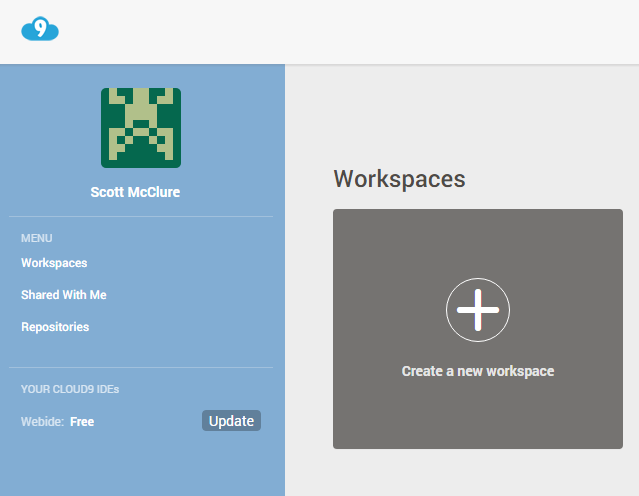 9
Scott McClure
MENU
Workspaces
Shared With Me
Repositories
YOUR CLOUD9 IDEs
Webide: Free
Update
Workspaces
Create a new workspace